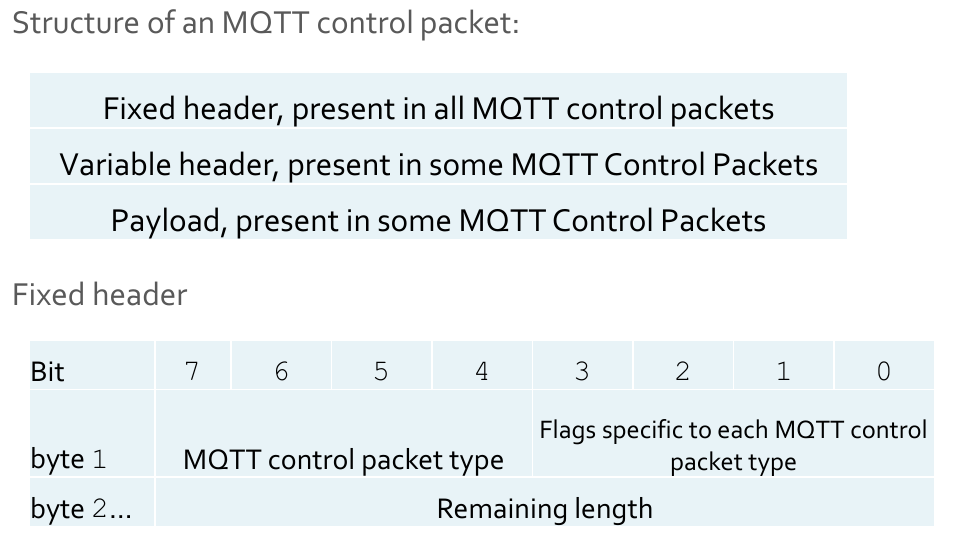 Structure of an MQTT control packet:
Fixed header, present in all MQTT control packets
Variable header, present in some MQTT Control Packets
Payload, present in some MQTT Control Packets
Fixed header
Bit 7 6 5 4 3 2 1 0
byte 1 MQTT control packet type Flags specific to each MQTT control
packet type
byte 2... Remaining length